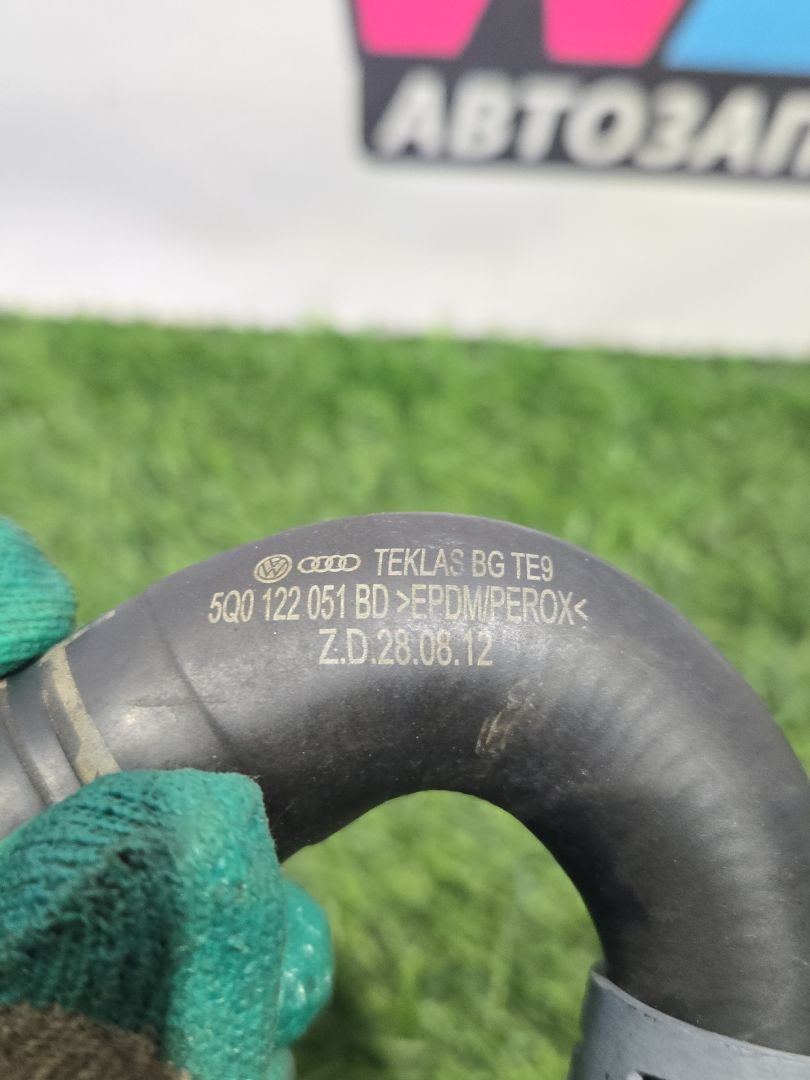 АВТОЗАП
TEKLAS BG TE9
5Q0 122 051 BD >EPDM/PEROX<
Z.D.28.08.12